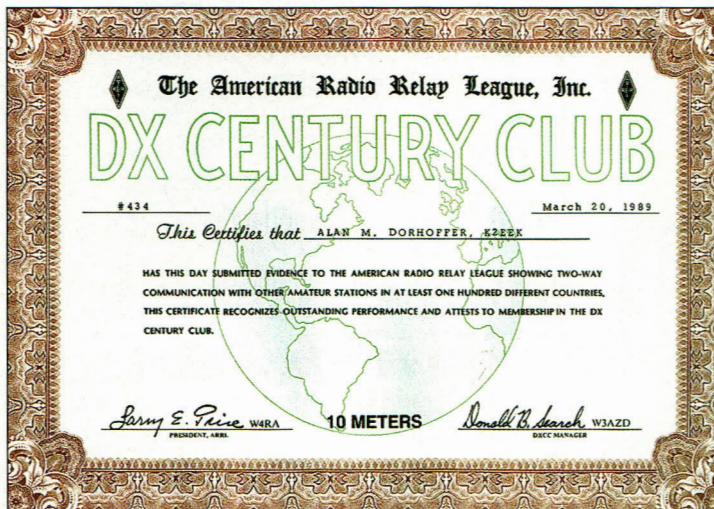 The American Radio Relay League, Inc.
DX CENTURY CLUB
#434 March 20, 1989
This Certifies that ALAN M. DORHOFFER, K2EEK
HAS THIS DAY SUBMITTED EVIDENCE TO THE AMERICAN RADIO RELAY LEAGUE SHOWING TWO-WAY
COMMUNICATION WITH OTHER AMATEUR STATIONS IN AT LEAST ONE HUNDRED DIFFERENT COUNTRIES,
THIS CERTIFICATE RECOGNIZES OUTSTANDING PERFORMANCE AND ATTESTS TO MEMBERSHIP IN THE DX
CENTURY CLUB.
Larry E. Price W4RA 10 METERS Donald B. Search W3AZD
PRESIDENT, ARRL DXCC MANAGER